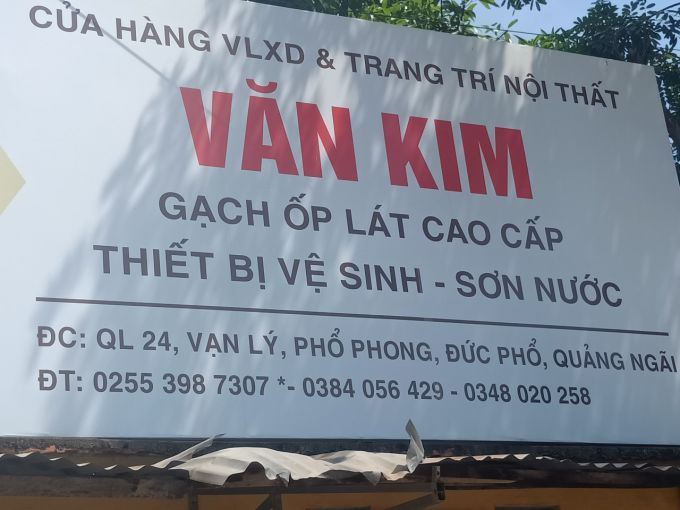 CỬA HÀNG VLXD & TRANG TRÍ NỘI THẤT
VĂN KIM
GẠCH ỐP LÁT CAO CẤP
THIẾT BỊ VỆ SINH - SƠN NƯỚC
ĐC: QL 24, VẠN LÝ, PHỔ PHONG, ĐỨC PHỔ, QUẢNG NGÃI
ĐT: 0255 398 7307 *- 0384 056 429 - 0348 020 258